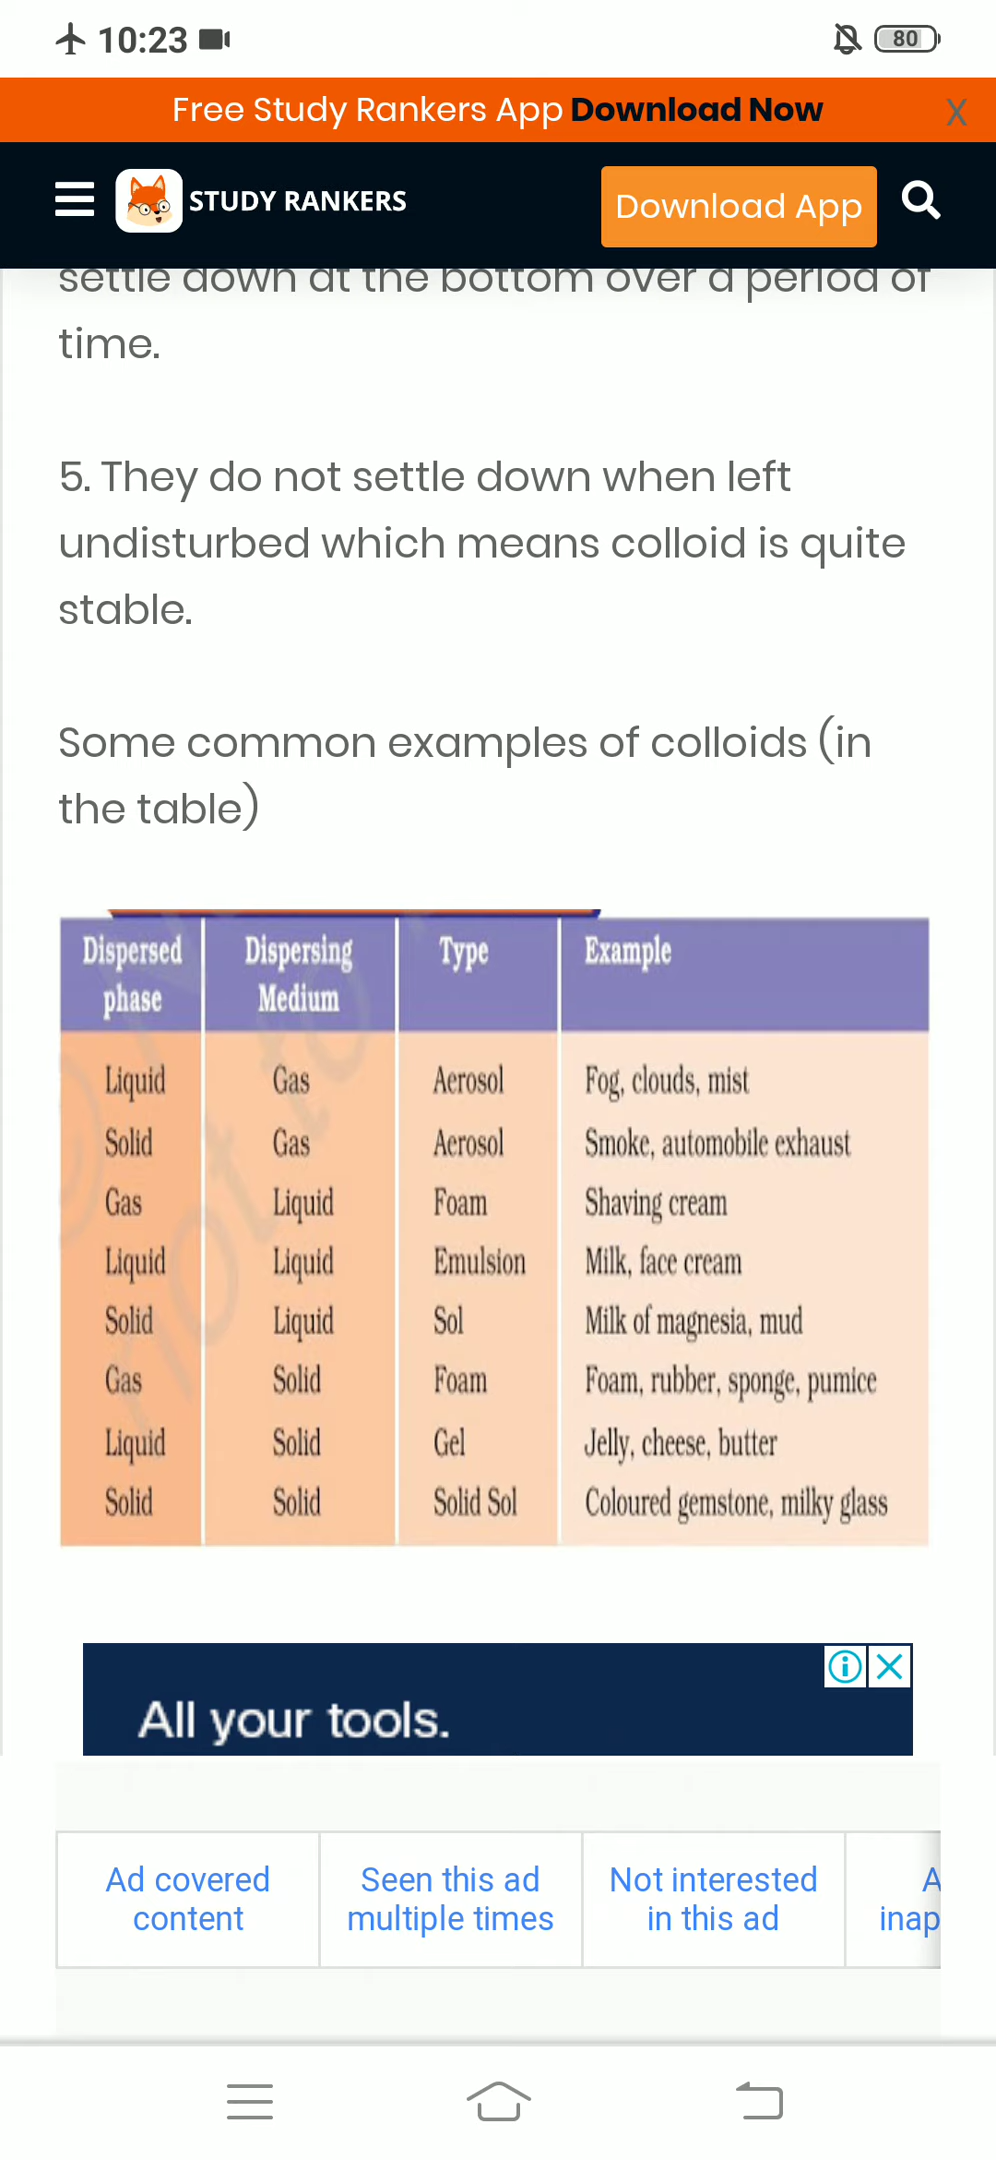 10:23
80
Free Study Rankers App Download Now
X
STUDY RANKERS
Download App
settle down at the bottom over a period of
time.
5. They do not settle down when left
undisturbed which means colloid is quite
stable.
Some common examples of colloids (in
the table)
Dispersed phase Dispersing Medium Type Example
Liquid Gas Aerosol Fog, clouds, mist
Solid Gas Aerosol Smoke, automobile exhaust
Gas Liquid Foam Shaving cream
Liquid Liquid Emulsion Milk, face cream
Solid Liquid Sol Milk of magnesia, mud
Gas Solid Foam Foam, rubber, sponge, pumice
Liquid Solid Gel Jelly, cheese, butter
Solid Solid Solid Sol Coloured gemstone, milky glass
not to
All your tools.
Ad covered
content
Seen this ad
multiple times
Not interested
in this ad
A
inap